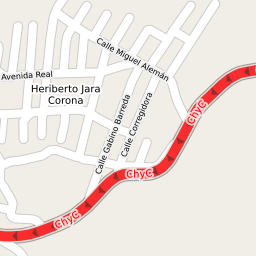 Calle Miguel Alemán
Avenida Real
Heriberto Jara
Corona
Calle Gabino Barreda
Calle Corregidora
ChyC
ChyC
ChyC